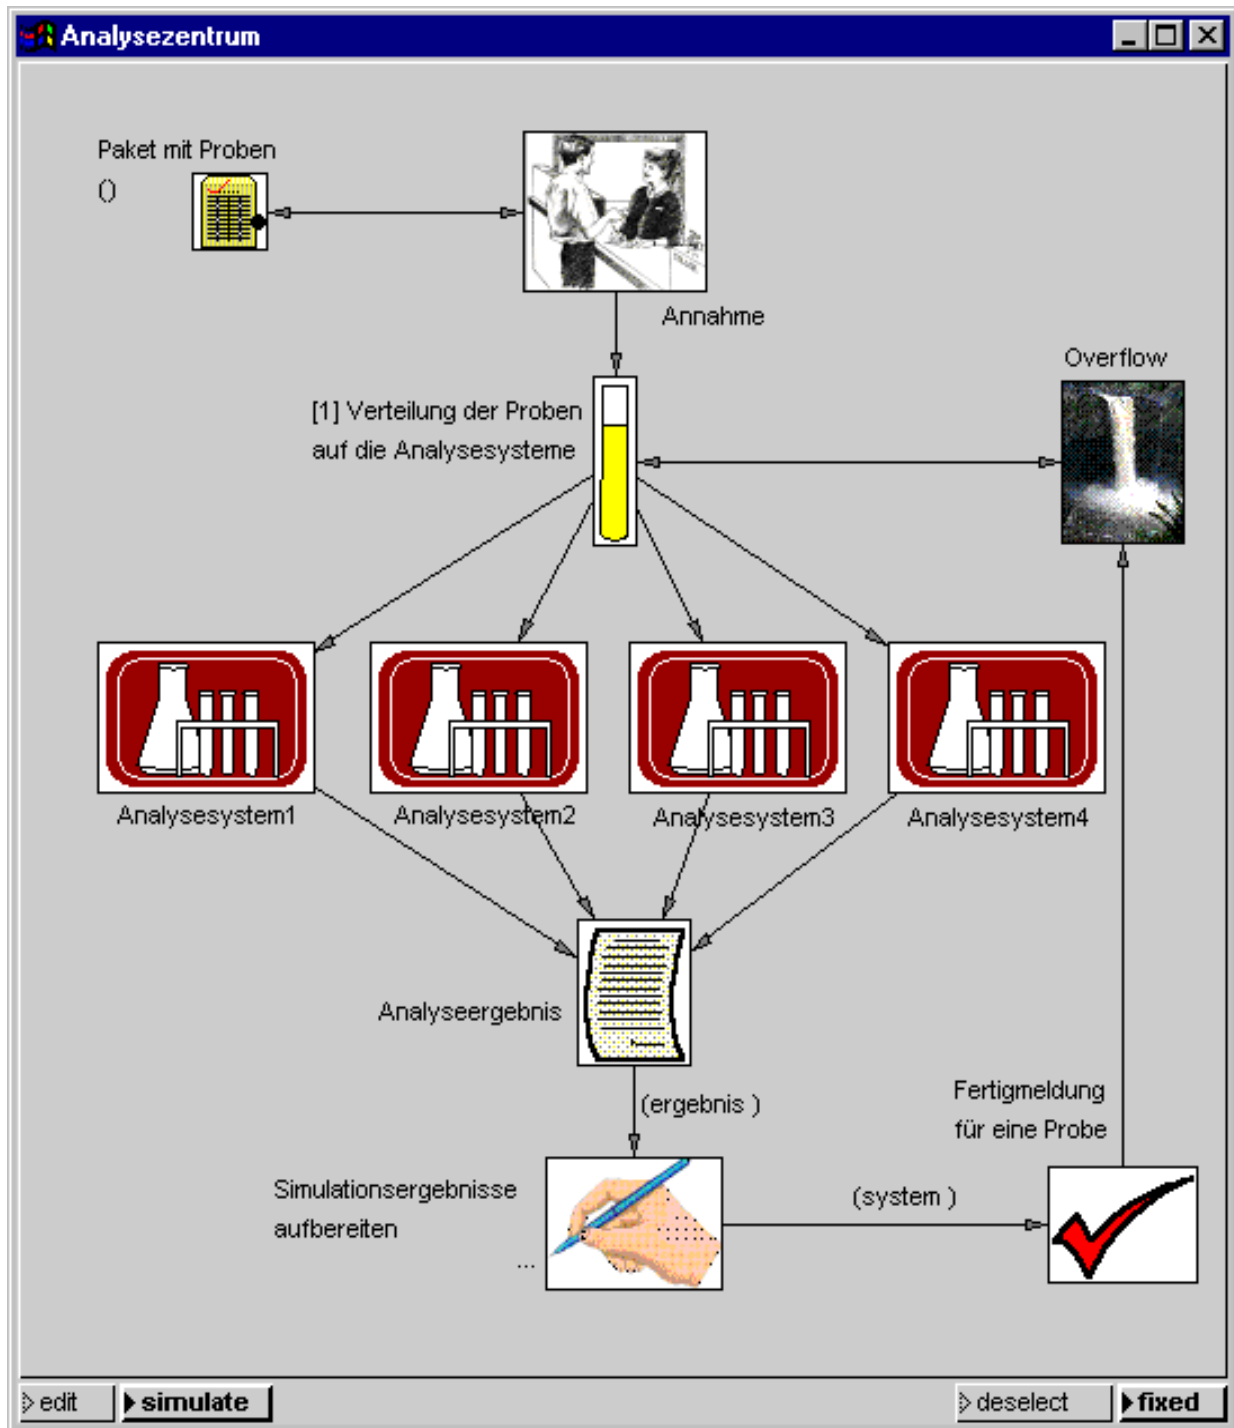 Analysezentrum
Paket mit Proben
()
Annahme
Overflow
[1] Verteilung der Proben
auf die Analysesysteme
Analysesystem1
Analysesystem2
Analysesystem3
Analysesystem4
Analyseergebnis
(ergebnis )
Fertigmeldung
für eine Probe
Simulationsergebnisse
aufbereiten
...
(system )
edit
simulate
deselect
fixed